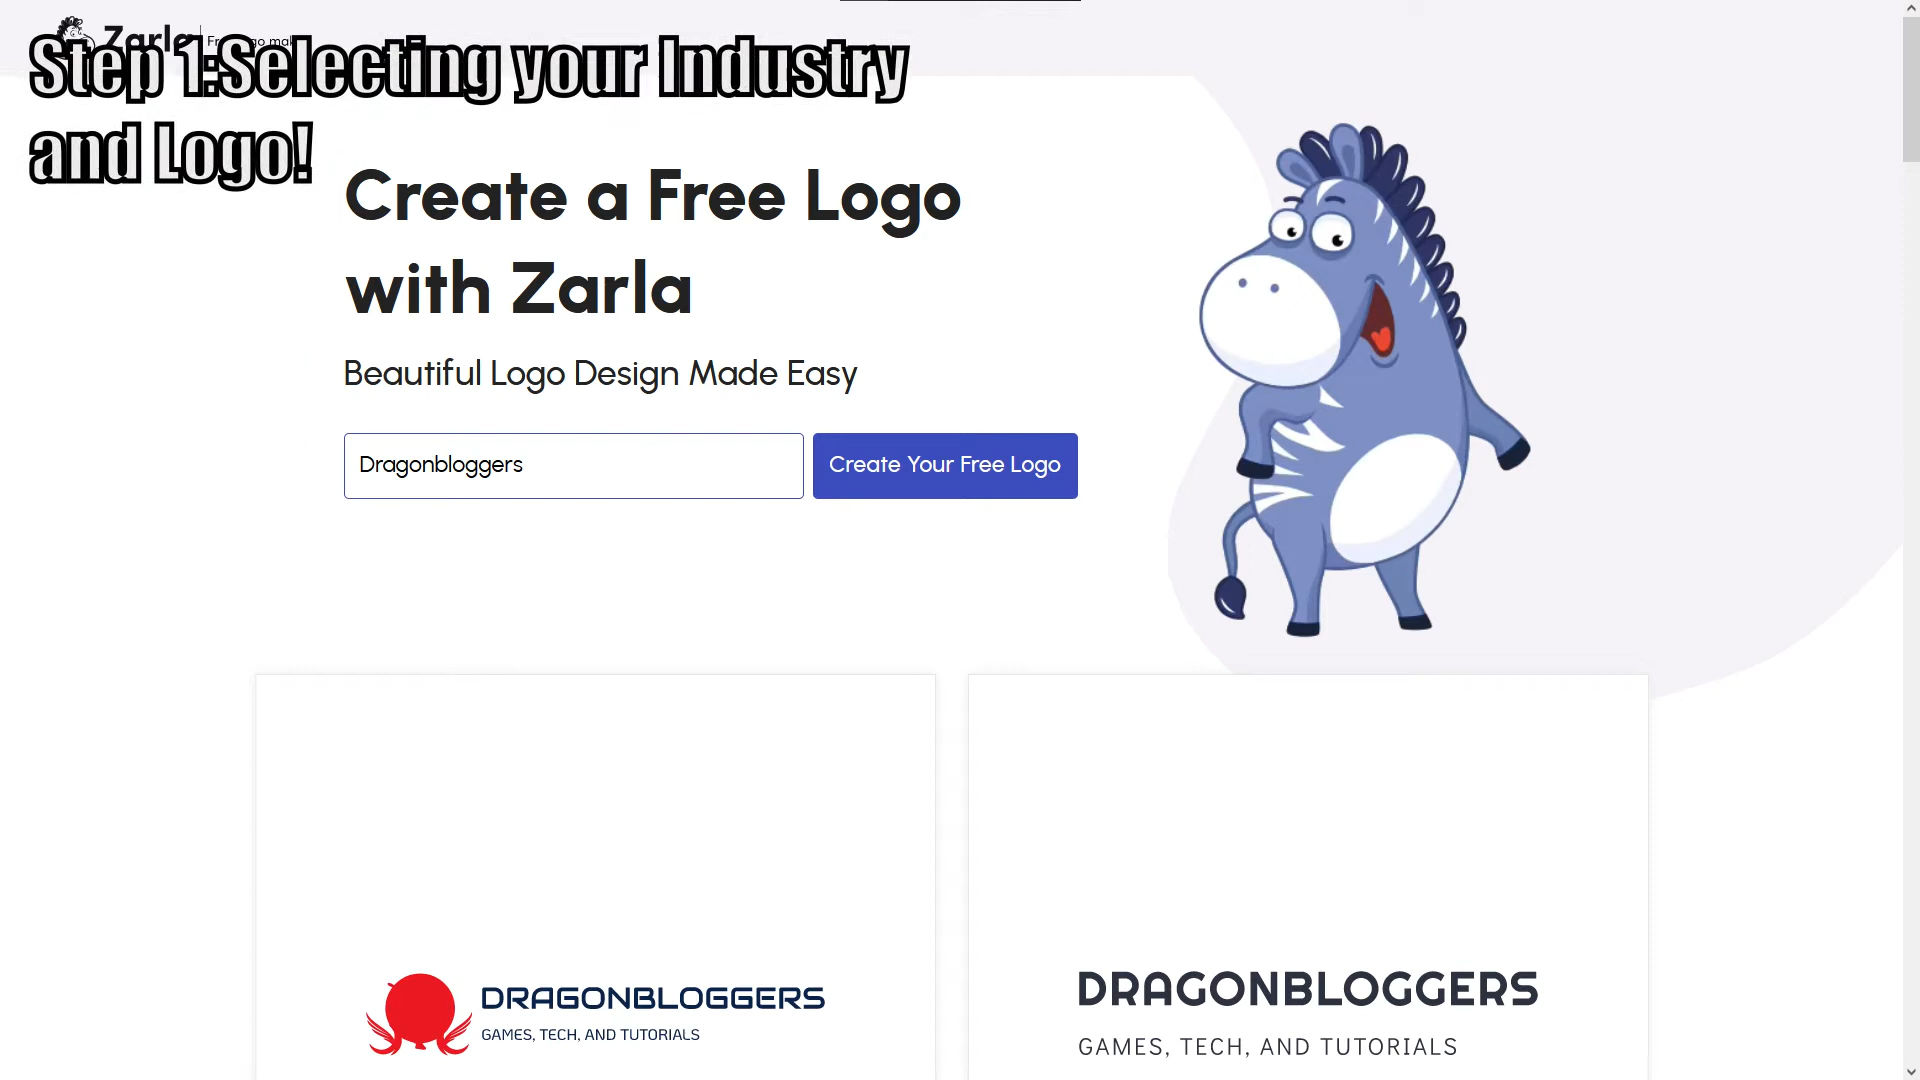 Zarla
Step 1:Selecting your Industry
and Logo!
Create a Free Logo
with Zarla
Beautiful Logo Design Made Easy
Dragonbloggers
Create Your Free Logo
DRAGONBLOGGERS
GAMES, TECH, AND TUTORIALS
DRAGONBLOGGERS
GAMES, TECH, AND TUTORIALS